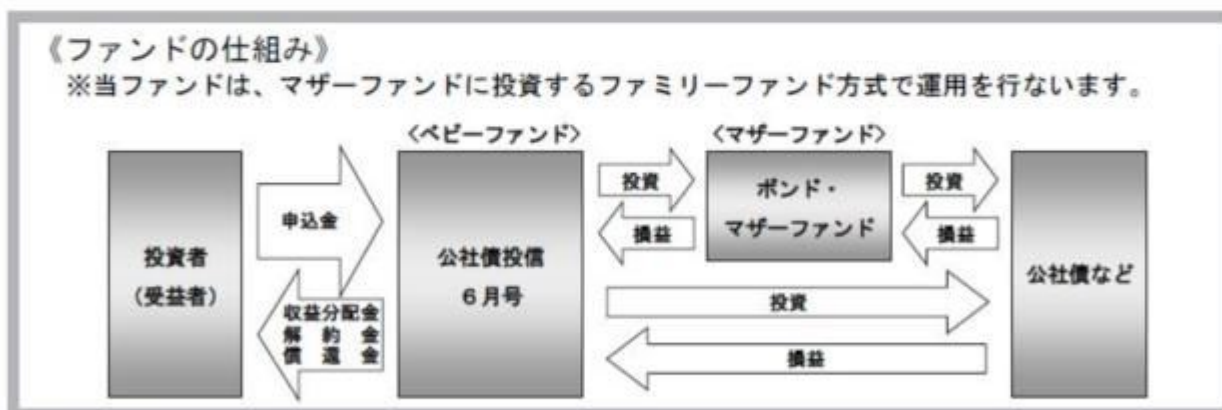 《ファンドの仕組み》
※当ファンドは、マザーファンドに投資するファミリーファンド方式で運用を行ないます。
〈ベビーファンド〉
〈マザーファンド〉
投資者
（受益者）
申込金
収益分配金
解約金
償還金
公社債投信
６月号
投資
損益
ボンド・
マザーファンド
投資
損益
投資
損益
公社債など